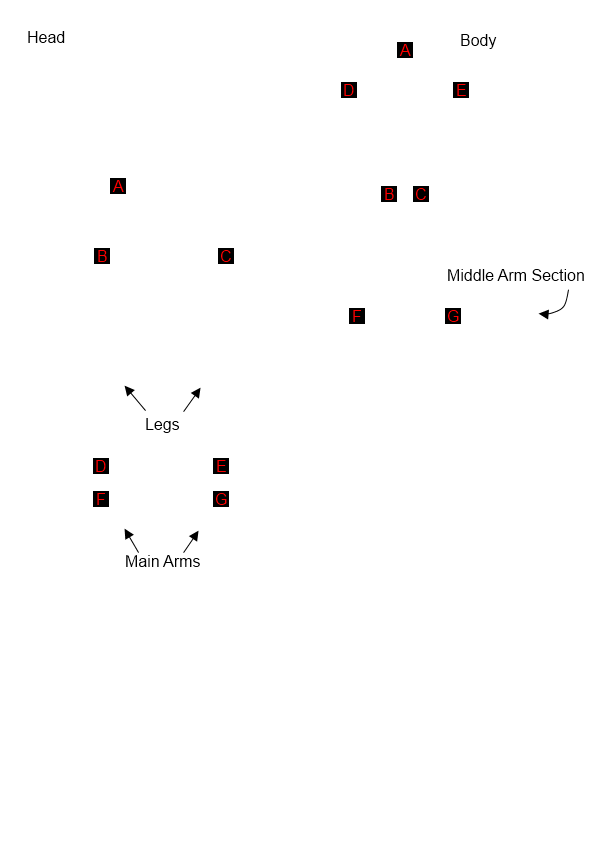 Head
Body
A
D E
A
B C
B C
Middle Arm Section
F G
Legs
D E
F G
Main Arms